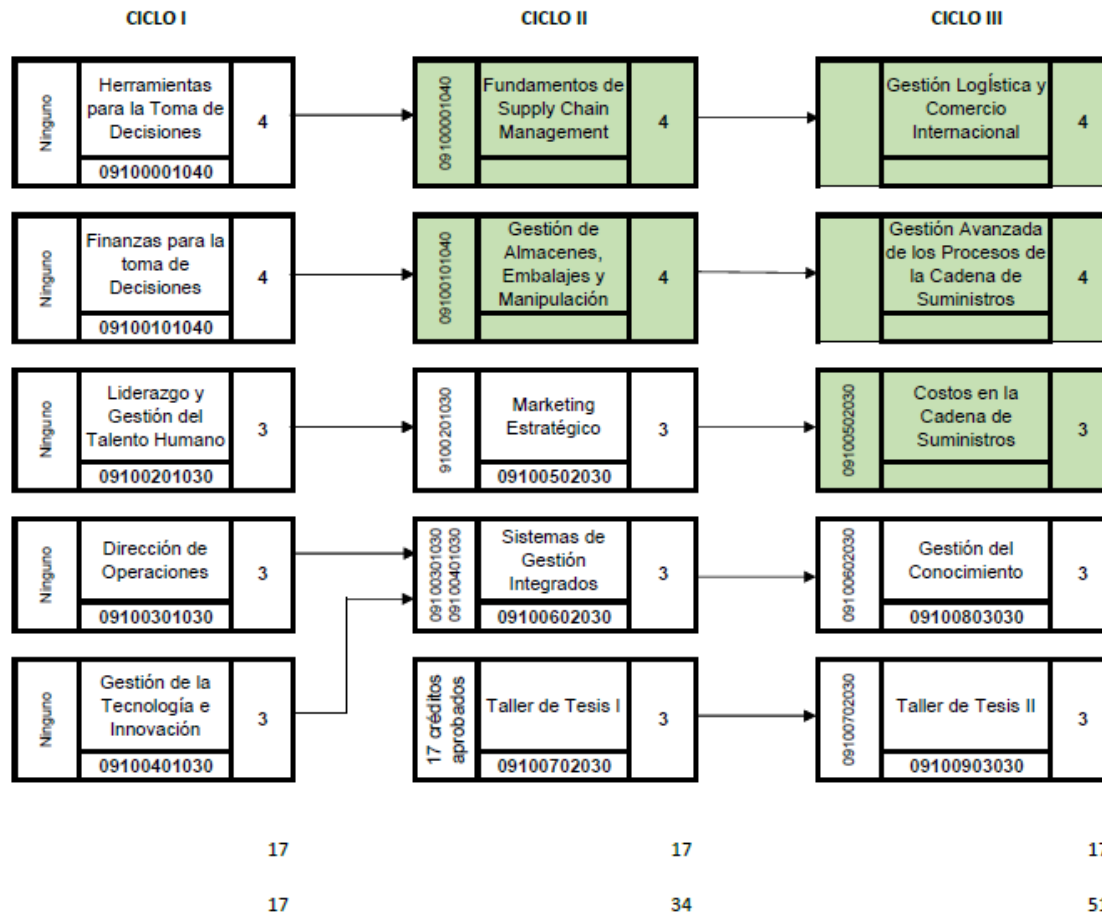 CICLO I
CICLO II
CICLO III
Ninguno
Herramientas
para la Toma de
Decisiones
4
09100001040
09100001040
Fundamentos de
Supply Chain
Management
4
Gestión LogÍstica y
Comercio
Internacional
4
Ninguno
Finanzas para la
toma de
Decisiones
4
09100101040
09100101040
Gestión de
Almacenes,
Embalajes y
Manipulación
4
Gestión Avanzada
de los Procesos de
la Cadena de
Suministros
4
Ninguno
Liderazgo y
Gestión del
Talento Humano
3
09100201030
9100201030
Marketing
Estratégico
3
09100502030
09100502030
Costos en la
Cadena de
Suministros
3
Ninguno
Dirección de
Operaciones
3
09100301030
09100301030
09100401030
Sistemas de
Gestión
Integrados
3
09100602030
09100602030
Gestión del
Conocimiento
3
09100803030
Ninguno
Gestión de la
Tecnología e
Innovación
3
09100401030
17 créditos
aprobados
Taller de Tesis I
3
09100702030
09100702030
Taller de Tesis II
3
09100903030
17
17
17
17
34
51